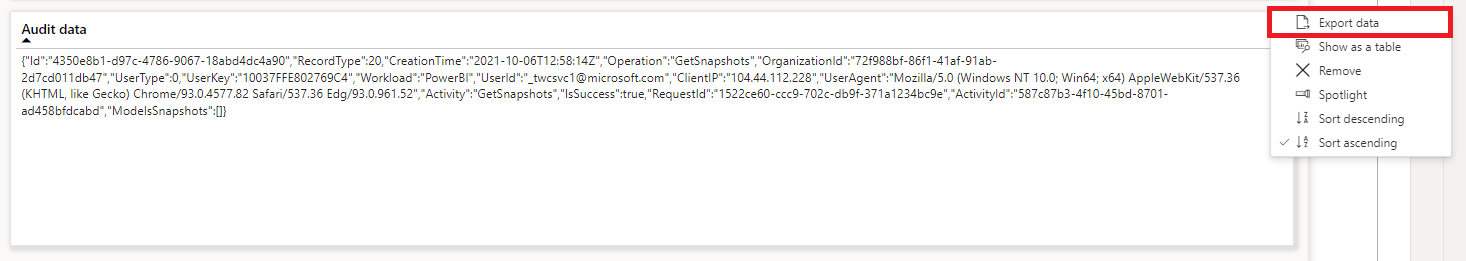 Audit data
{"Id":"4350e8b1-d97c-4786-9067-18abd4dc4a90","RecordType":20,"CreationTime":"2021-10-06T12:58:14Z","Operation":"GetSnapshots","OrganizationId":"72f988bf-86f1-41af-91ab-
2d7cd011db47","UserType":0,"UserKey":"10037FFE802769C4","Workload":"PowerBI","UserId":"_twcsvc1@microsoft.com","ClientIP":"104.44.112.228","UserAgent":"Mozilla/5.0 (Windows NT 10.0; Win64; x64) AppleWebKit/537.36
(KHTML, like Gecko) Chrome/93.0.4577.82 Safari/537.36 Edg/93.0.961.52","Activity":"GetSnapshots","IsSuccess":true,"RequestId":"1522ce60-ccc9-702c-db9f-371a1234bc9e","ActivityId":"587c87b3-4f10-45bd-8701-
ad458bfdcabd","ModelsSnapshots":[]}
Export data
Show as a table
Remove
Spotlight
Sort descending
Sort ascending